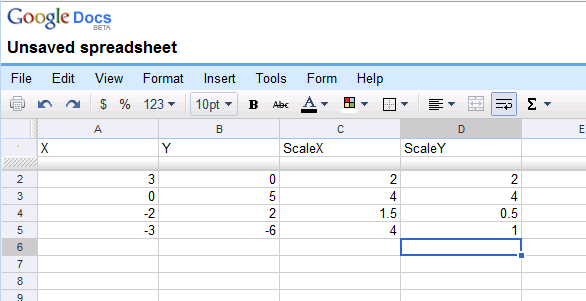 Google Docs
BETA
Unsaved spreadsheet
File Edit View Format Insert Tools Form Help
$ % 123 10pt B Abc A Σ
A B C D E
X Y ScaleX ScaleY
2 3 0 2 2
3 0 5 4 4
4 -2 2 1.5 0.5
5 -3 -6 4 1
6
7
8
9